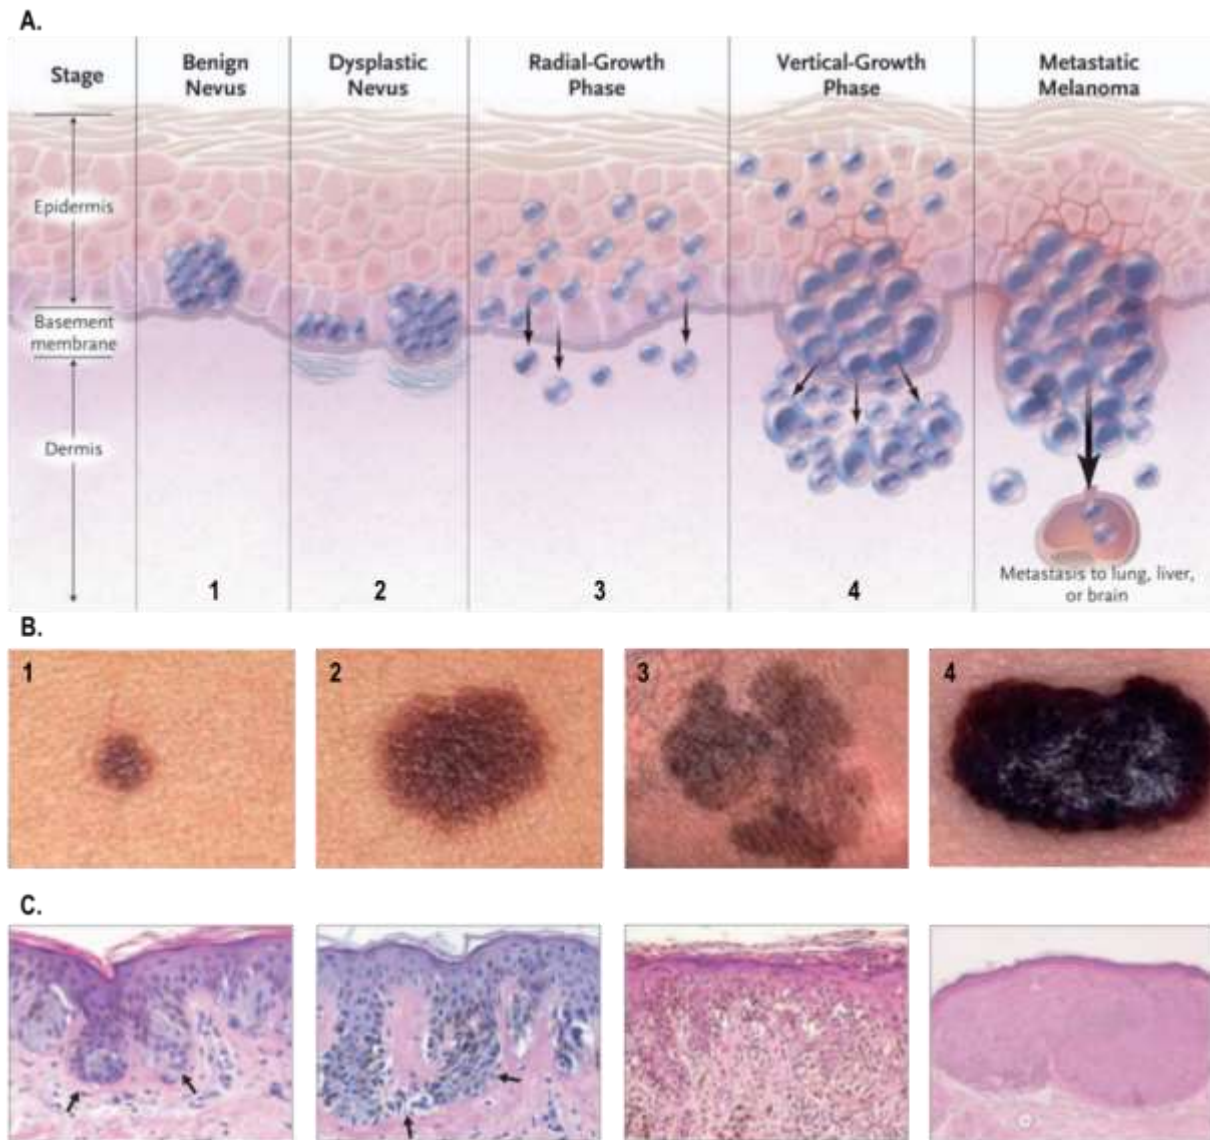 A.
Stage
Benign
Nevus
Dysplastic
Nevus
Radial-Growth
Phase
Vertical-Growth
Phase
Metastatic
Melanoma
Epidermis
Basement
membrane
Dermis
Metastasis to lung, liver,
or brain
1
2
3
4
B.
1
2
3
4
C.